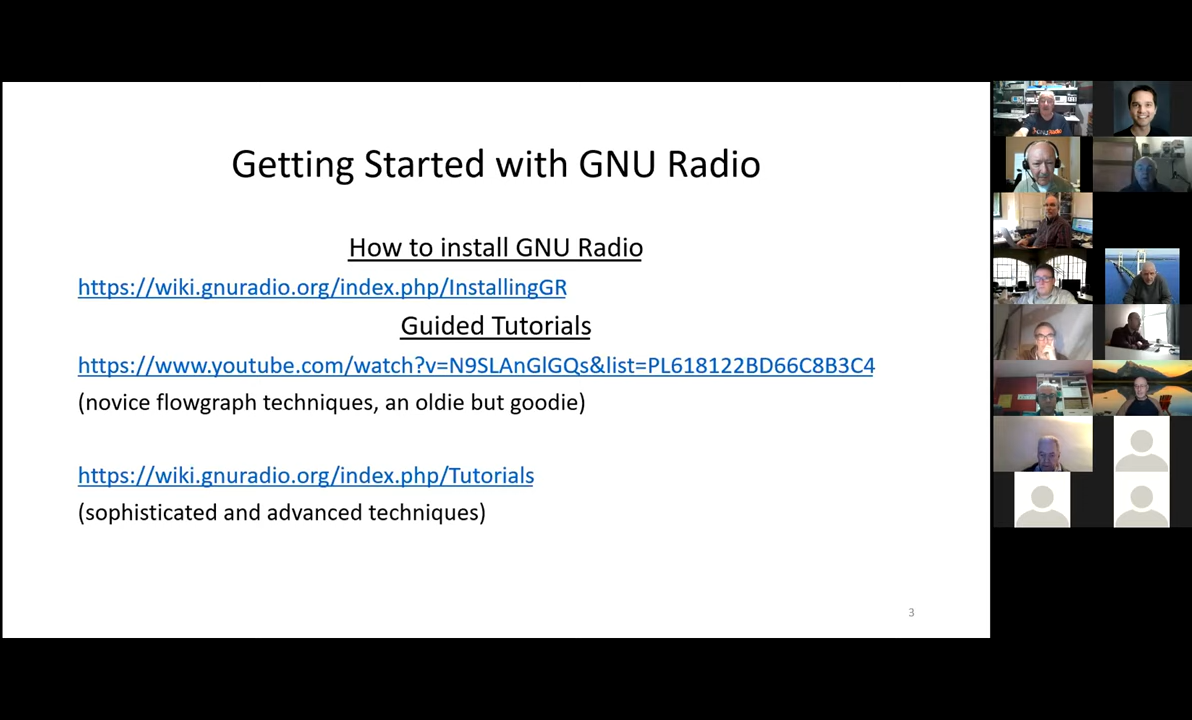 Getting Started with GNU Radio
How to install GNU Radio
https://wiki.gnuradio.org/index.php/InstallingGR
Guided Tutorials
https://www.youtube.com/watch?v=N9SLAnGlGQs&list=PL618122BD66C8B3C4
(novice flowgraph techniques, an oldie but goodie)
https://wiki.gnuradio.org/index.php/Tutorials
(sophisticated and advanced techniques)
3